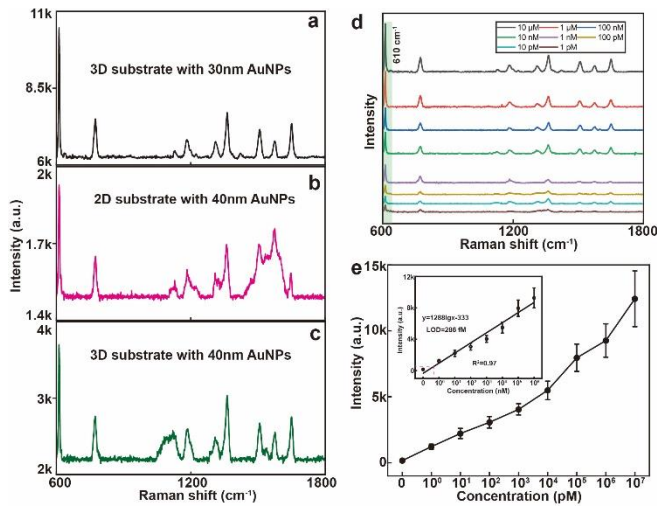 a
11k
8.5k
6k
3D substrate with 30nm AuNPs
b
2k
1.7k
1.4k
2D substrate with 40nm AuNPs
c
4k
3k
2k
3D substrate with 40nm AuNPs
Intensity (a.u.)
600 1200 1800
Raman shift (cm⁻¹)
d
610 cm⁻¹
10 μM 1 μM 100 nM
10 nM 1 nM 100 pM
10 pM 1 pM
Intensity
600 1200 1800
Raman shift (cm⁻¹)
e
15k
10k
5k
0
Intensity (a.u.)
12k
8k
4k
0
Intensity (a.u.)
y=1288lgx-333
LOD=208 fM
R²=0.97
Concentration (nM)
0 10⁰ 10¹ 10² 10³ 10⁴ 10⁵ 10⁶ 10⁷
Concentration (pM)